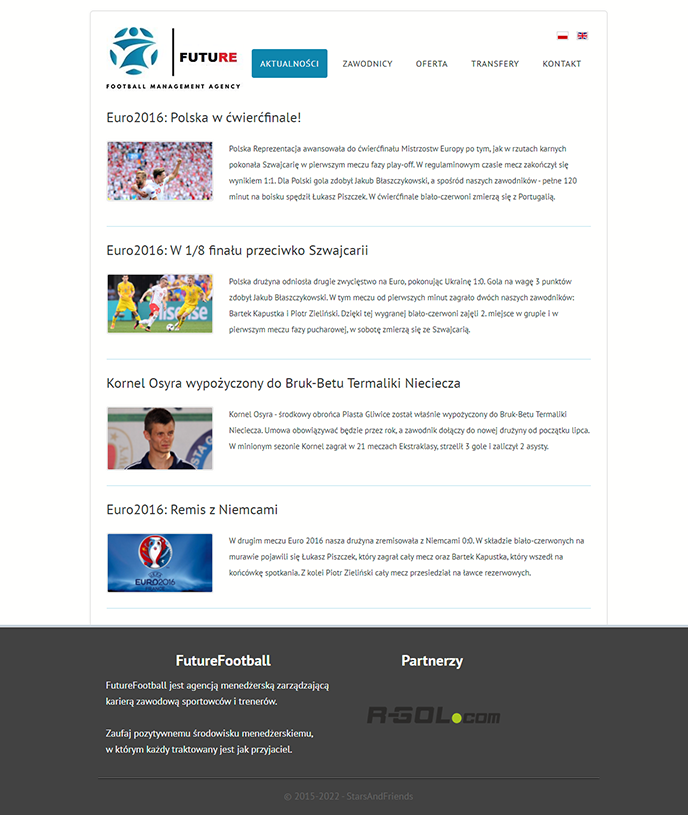 FUTURE
FOOTBALL MANAGEMENT AGENCY
AKTUALNOŚCI
ZAWODNICY
OFERTA
TRANSFERY
KONTAKT
Euro2016: Polska w ćwierćfinale!
Polska Reprezentacja awansowała do ćwierćfinału Mistrzostw Europy po tym, jak w rzutach karnych
pokonała Szwajcarię w pierwszym meczu fazy play-off. W regulaminowym czasie mecz zakończył się
wynikiem 1:1. Dla Polski gola zdobył Jakub Błaszczykowski, a spośród naszych zawodników - pełne 120
minut na boisku spędził Łukasz Piszczek. W ćwierćfinale biało-czerwoni zmierzą się z Portugalią.
Euro2016: W 1/8 finału przeciwko Szwajcarii
Polska drużyna odniosła drugie zwycięstwo na Euro, pokonując Ukrainę 1:0. Gola na wagę 3 punktów
zdobył Jakub Błaszczykowski. W tym meczu od pierwszych minut zagrało dwóch naszych zawodników:
Bartek Kapustka i Piotr Zieliński. Dzięki tej wygranej biało-czerwoni zajęli 2. miejsce w grupie i w
pierwszym meczu fazy pucharowej, w sobotę zmierzą się ze Szwajcarią.
Kornel Osyra wypożyczony do Bruk-Betu Termaliki Nieciecza
Kornel Osyra - środkowy obrońca Piasta Gliwice został właśnie wypożyczony do Bruk-Betu Termaliki
Nieciecza. Umowa obowiązywać będzie przez rok, a zawodnik dołączy do nowej drużyny od początku lipca.
W minionym sezonie Kornel zagrał w 21 meczach Ekstraklasy, strzelił 3 gole i zaliczył 2 asysty.
Euro2016: Remis z Niemcami
UEFA
EURO2016
FRANCE
W drugim meczu Euro 2016 nasza drużyna zremisowała z Niemcami 0:0. W składzie biało-czerwonych na
murawie pojawili się Łukasz Piszczek, który zagrał cały mecz oraz Bartek Kapustka, który wszedł na
końcówkę spotkania. Z kolei Piotr Zieliński cały mecz przesiedział na ławce rezerwowych.
FutureFootball
FutureFootball jest agencją menedżerską zarządzającą
karierą zawodową sportowców i trenerów.
Zaufaj pozytywnemu środowisku menedżerskiemu,
w którym każdy traktowany jest jak przyjaciel.
Partnerzy
R-GOL.COM
© 2015-2022 - StarsAndFriends